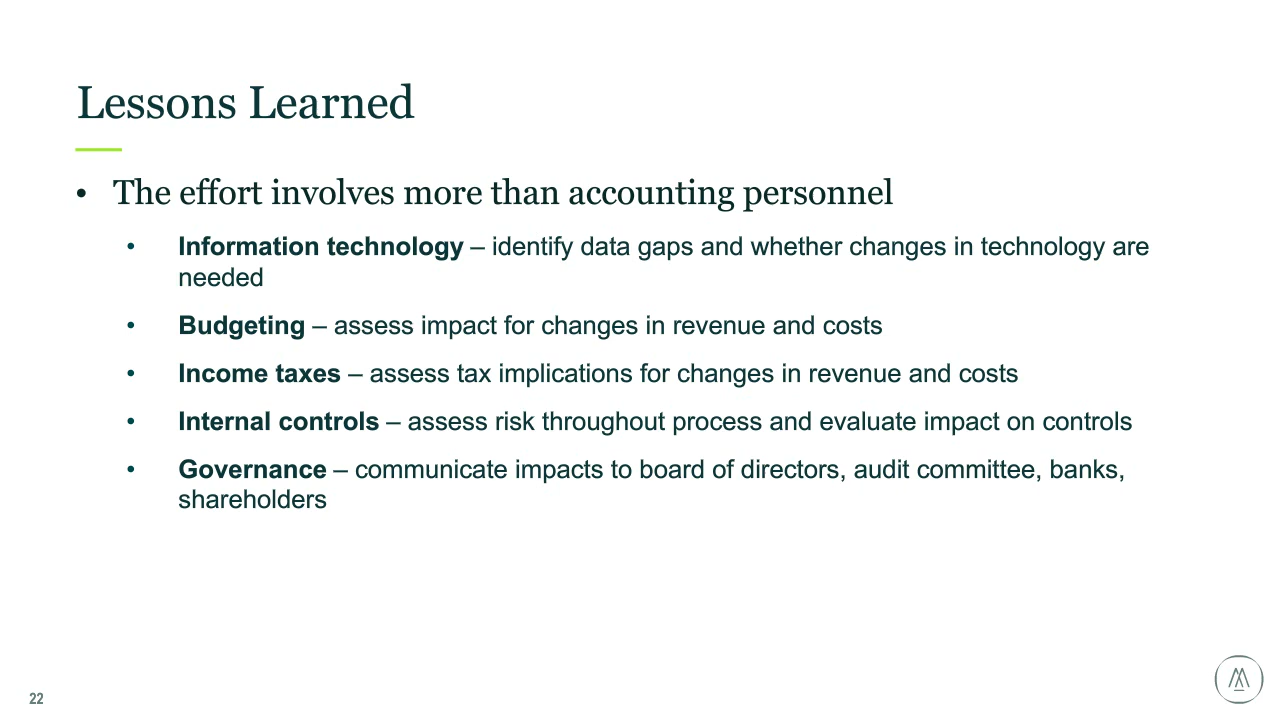 Lessons Learned
• The effort involves more than accounting personnel
• Information technology – identify data gaps and whether changes in technology are
needed
• Budgeting – assess impact for changes in revenue and costs
• Income taxes – assess tax implications for changes in revenue and costs
• Internal controls – assess risk throughout process and evaluate impact on controls
• Governance – communicate impacts to board of directors, audit committee, banks,
shareholders
22